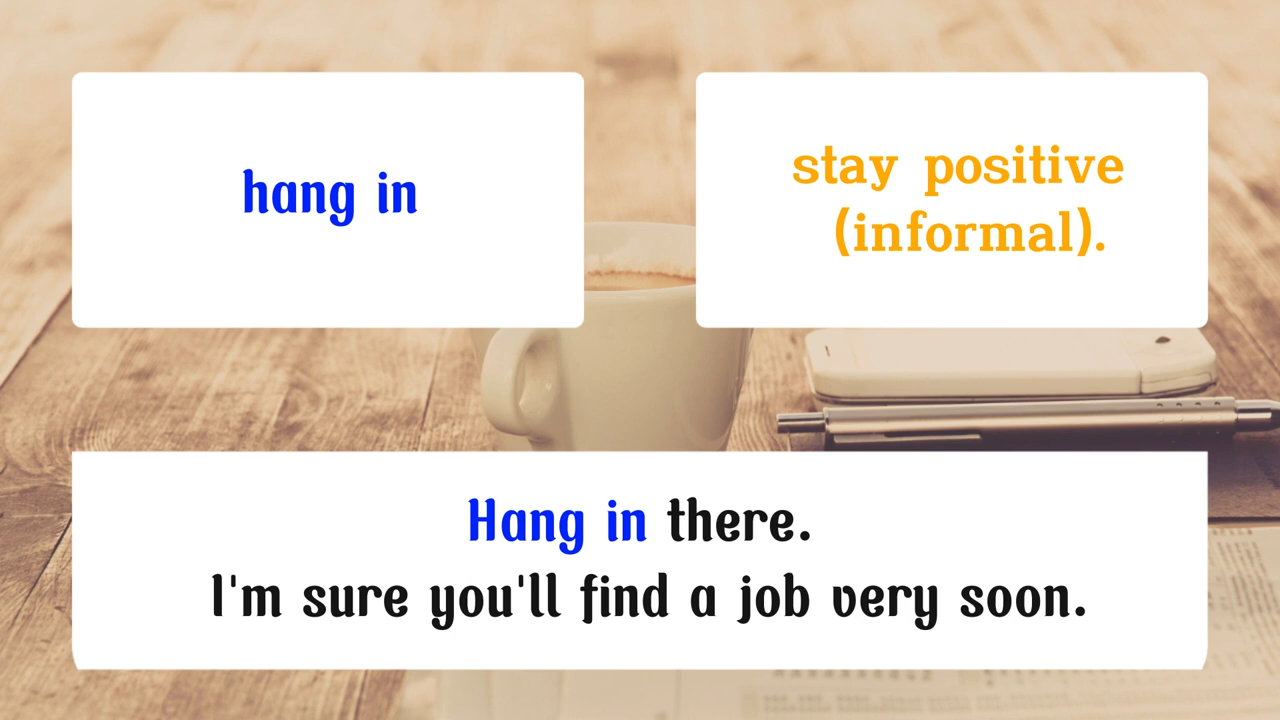 hang in
stay positive
(informal).
Hang in there.
I'm sure you'll find a job very soon.